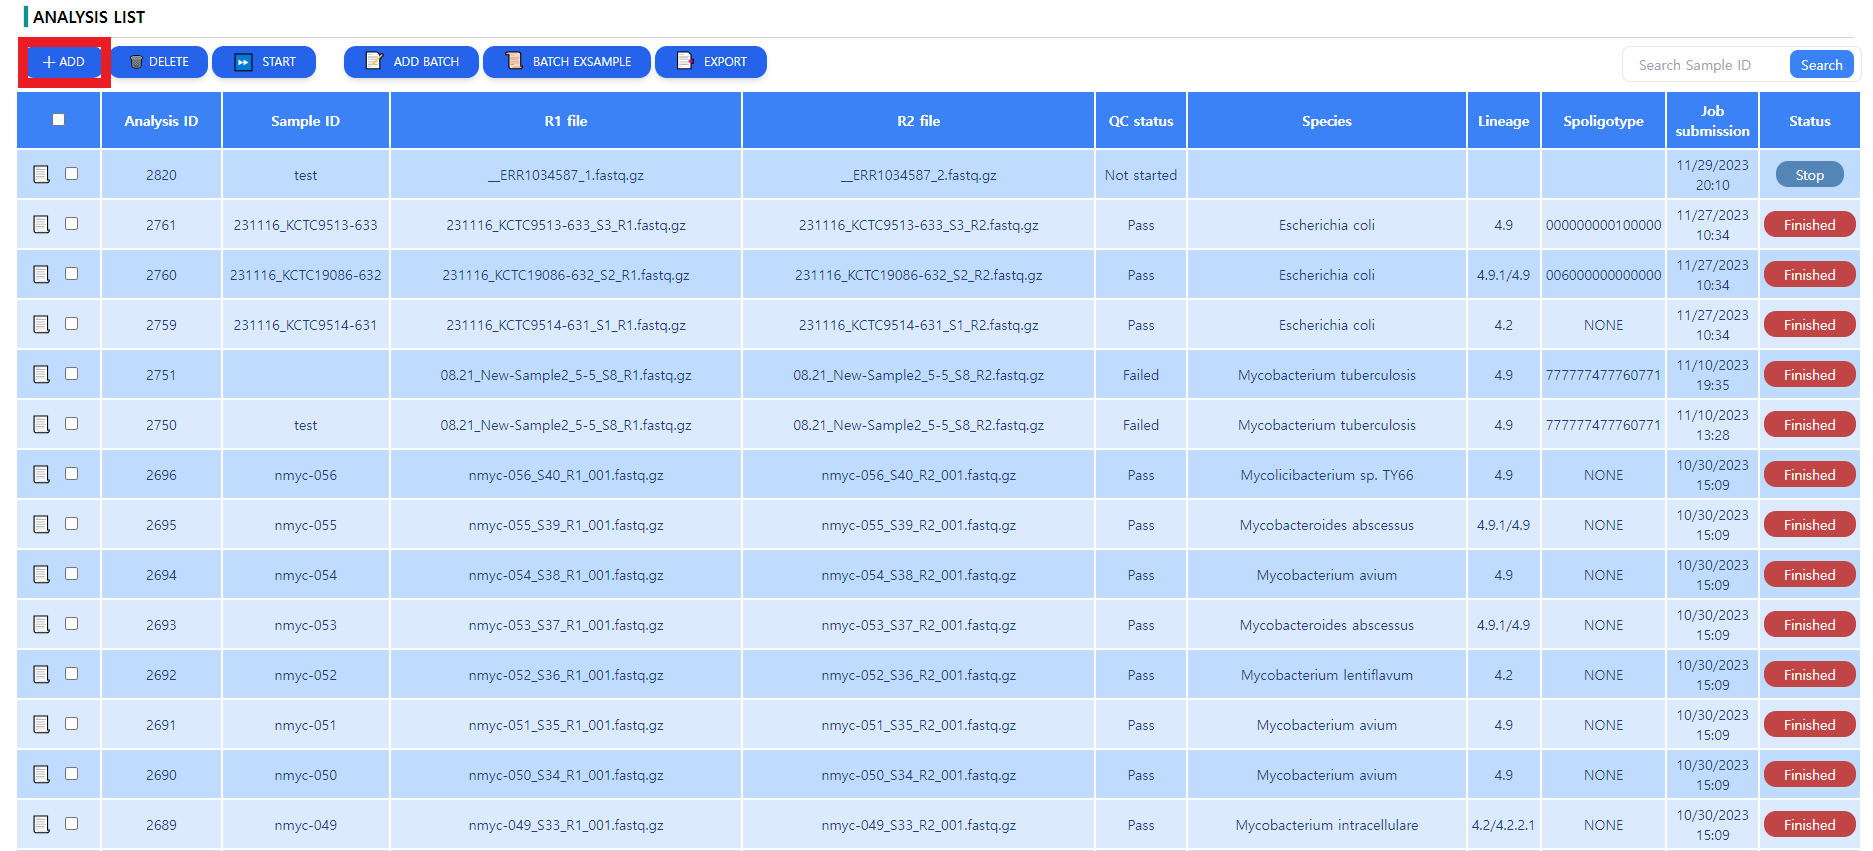 ANALYSIS LIST
+ ADD DELETE START ADD BATCH BATCH EXSAMPLE EXPORT Search Sample ID Search
Analysis ID Sample ID R1 file R2 file QC status Species Lineage Spoligotype Job submission Status
2820 test __ERR1034587_1.fastq.gz __ERR1034587_2.fastq.gz Not started 11/29/2023 20:10 Stop
2761 231116_KCTC9513-633 231116_KCTC9513-633_S3_R1.fastq.gz 231116_KCTC9513-633_S3_R2.fastq.gz Pass Escherichia coli 4.9 000000000100000 11/27/2023 10:34 Finished
2760 231116_KCTC19086-632 231116_KCTC19086-632_S2_R1.fastq.gz 231116_KCTC19086-632_S2_R2.fastq.gz Pass Escherichia coli 4.9.1/4.9 006000000000000 11/27/2023 10:34 Finished
2759 231116_KCTC9514-631 231116_KCTC9514-631_S1_R1.fastq.gz 231116_KCTC9514-631_S1_R2.fastq.gz Pass Escherichia coli 4.2 NONE 11/27/2023 10:34 Finished
2751 08.21_New-Sample2_5-5_S8_R1.fastq.gz 08.21_New-Sample2_5-5_S8_R2.fastq.gz Failed Mycobacterium tuberculosis 4.9 777777477760771 11/10/2023 19:35 Finished
2750 test 08.21_New-Sample2_5-5_S8_R1.fastq.gz 08.21_New-Sample2_5-5_S8_R2.fastq.gz Failed Mycobacterium tuberculosis 4.9 777777477760771 11/10/2023 13:28 Finished
2696 nmyc-056 nmyc-056_S40_R1_001.fastq.gz nmyc-056_S40_R2_001.fastq.gz Pass Mycolicibacterium sp. TY66 4.9 NONE 10/30/2023 15:09 Finished
2695 nmyc-055 nmyc-055_S39_R1_001.fastq.gz nmyc-055_S39_R2_001.fastq.gz Pass Mycobacteroides abscessus 4.9.1/4.9 NONE 10/30/2023 15:09 Finished
2694 nmyc-054 nmyc-054_S38_R1_001.fastq.gz nmyc-054_S38_R2_001.fastq.gz Pass Mycobacterium avium 4.9 NONE 10/30/2023 15:09 Finished
2693 nmyc-053 nmyc-053_S37_R1_001.fastq.gz nmyc-053_S37_R2_001.fastq.gz Pass Mycobacteroides abscessus 4.9.1/4.9 NONE 10/30/2023 15:09 Finished
2692 nmyc-052 nmyc-052_S36_R1_001.fastq.gz nmyc-052_S36_R2_001.fastq.gz Pass Mycobacterium lentiflavum 4.2 NONE 10/30/2023 15:09 Finished
2691 nmyc-051 nmyc-051_S35_R1_001.fastq.gz nmyc-051_S35_R2_001.fastq.gz Pass Mycobacterium avium 4.9 NONE 10/30/2023 15:09 Finished
2690 nmyc-050 nmyc-050_S34_R1_001.fastq.gz nmyc-050_S34_R2_001.fastq.gz Pass Mycobacterium avium 4.9 NONE 10/30/2023 15:09 Finished
2689 nmyc-049 nmyc-049_S33_R1_001.fastq.gz nmyc-049_S33_R2_001.fastq.gz Pass Mycobacterium intracellulare 4.2/4.2.2.1 NONE 10/30/2023 15:09 Finished